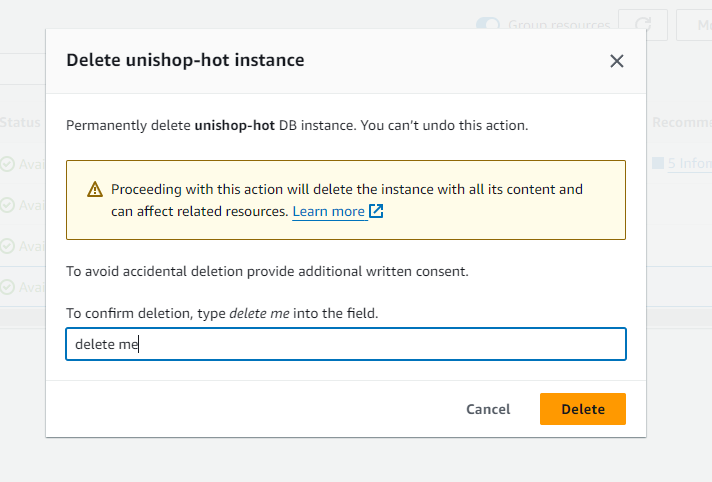 Group resources
Delete unishop-hot instance
Permanently delete unishop-hot DB instance. You can't undo this action.
Status
Recomm
Proceeding with this action will delete the instance with all its content and
can affect related resources. Learn more
Avai
5 Infor
Avai
Avai
To avoid accidental deletion provide additional written consent.
Avai
To confirm deletion, type delete me into the field.
delete me
Cancel
Delete